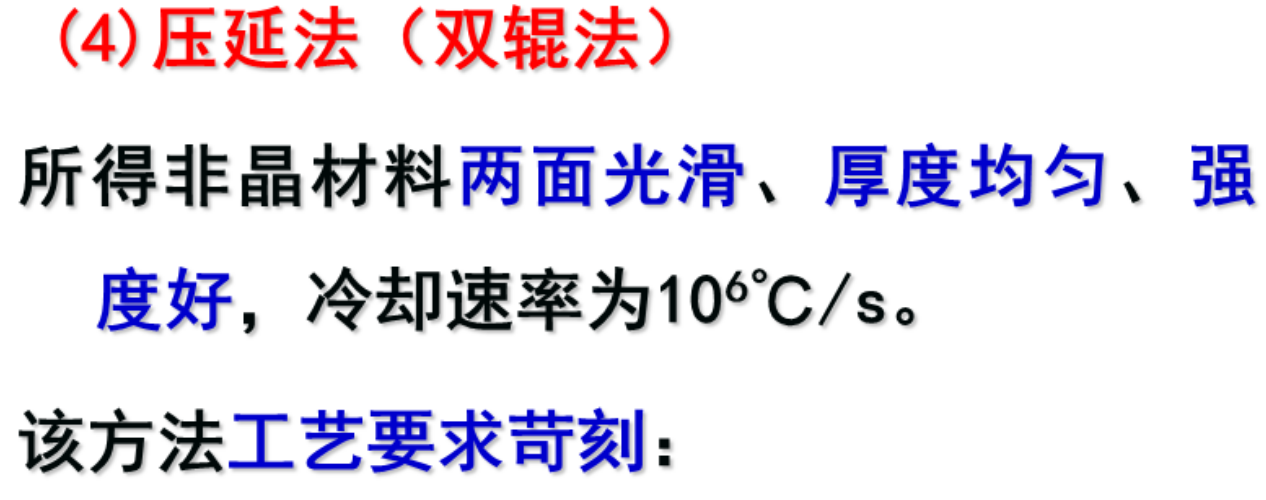 (4)压延法（双辊法）
所得非晶材料两面光滑、厚度均匀、强
度好，冷却速率为10⁶℃/s。
该方法工艺要求苛刻：